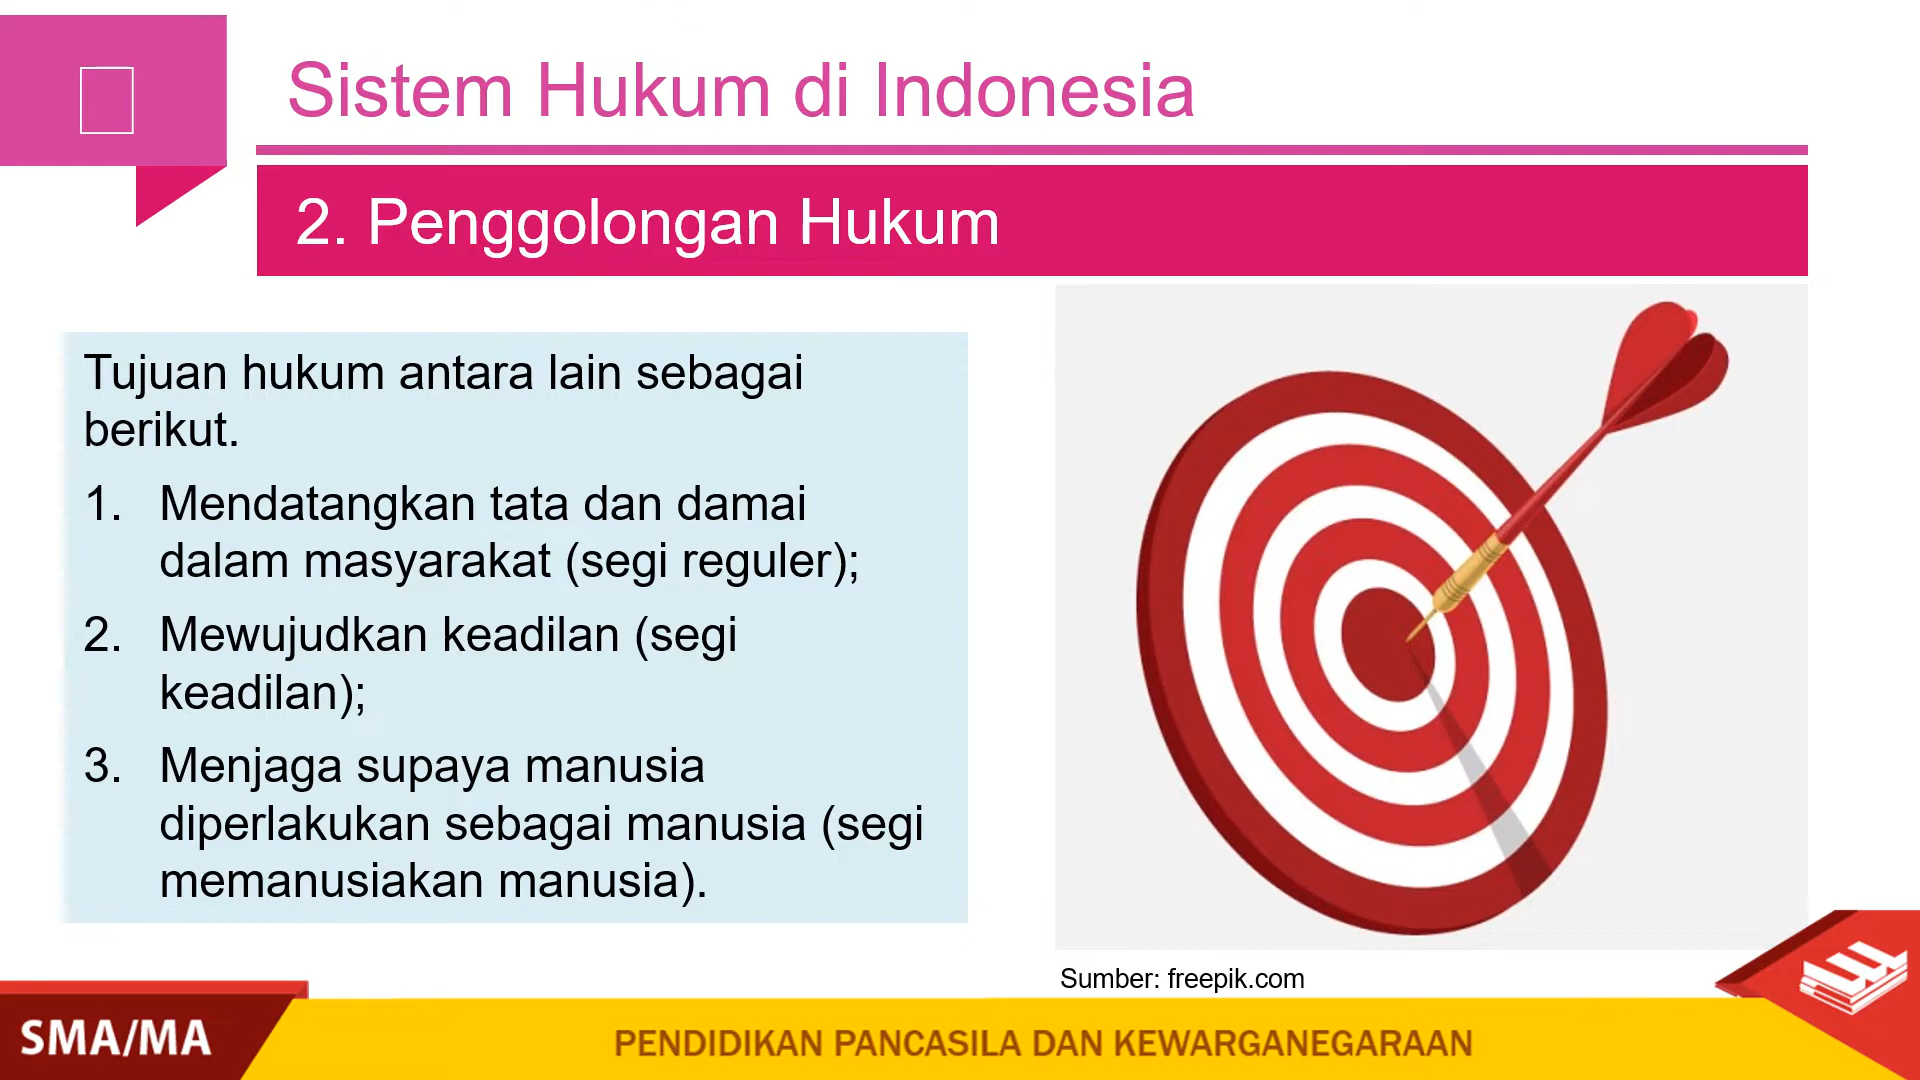 Sistem Hukum di Indonesia
2. Penggolongan Hukum
Tujuan hukum antara lain sebagai
berikut.
1. Mendatangkan tata dan damai
dalam masyarakat (segi reguler);
2. Mewujudkan keadilan (segi
keadilan);
3. Menjaga supaya manusia
diperlakukan sebagai manusia (segi
memanusiakan manusia).
Sumber: freepik.com
SMA/MA
PENDIDIKAN PANCASILA DAN KEWARGANEGARAAN